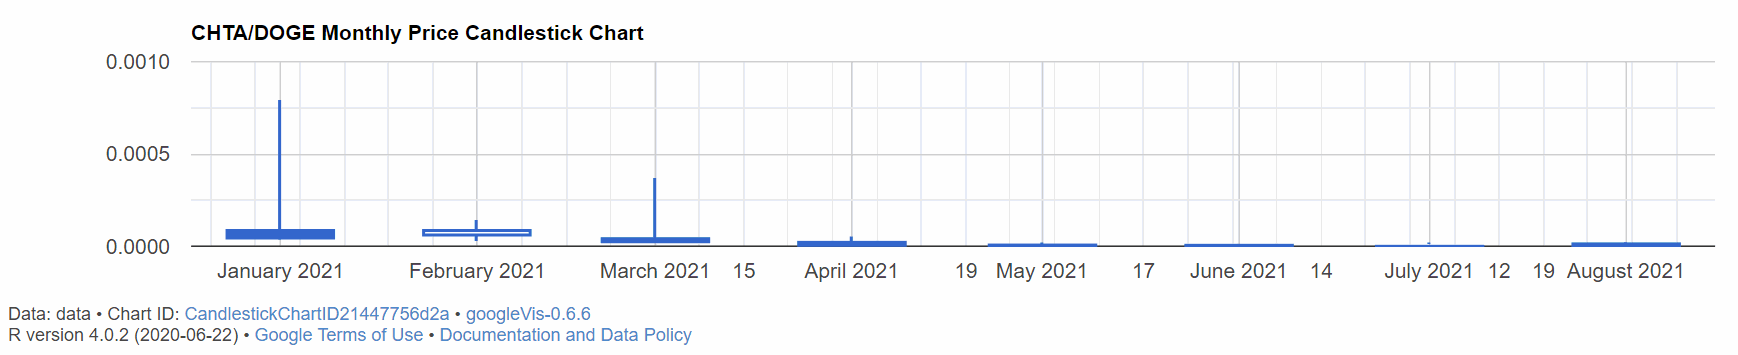 CHTA/DOGE Monthly Price Candlestick Chart
0.0010
0.0005
0.0000
January 2021 February 2021 March 2021 15 April 2021 19 May 2021 17 June 2021 14 July 2021 12 19 August 2021
Data: data • Chart ID: CandlestickChartID21447756d2a • googleVis-0.6.6
R version 4.0.2 (2020-06-22) • Google Terms of Use • Documentation and Data Policy